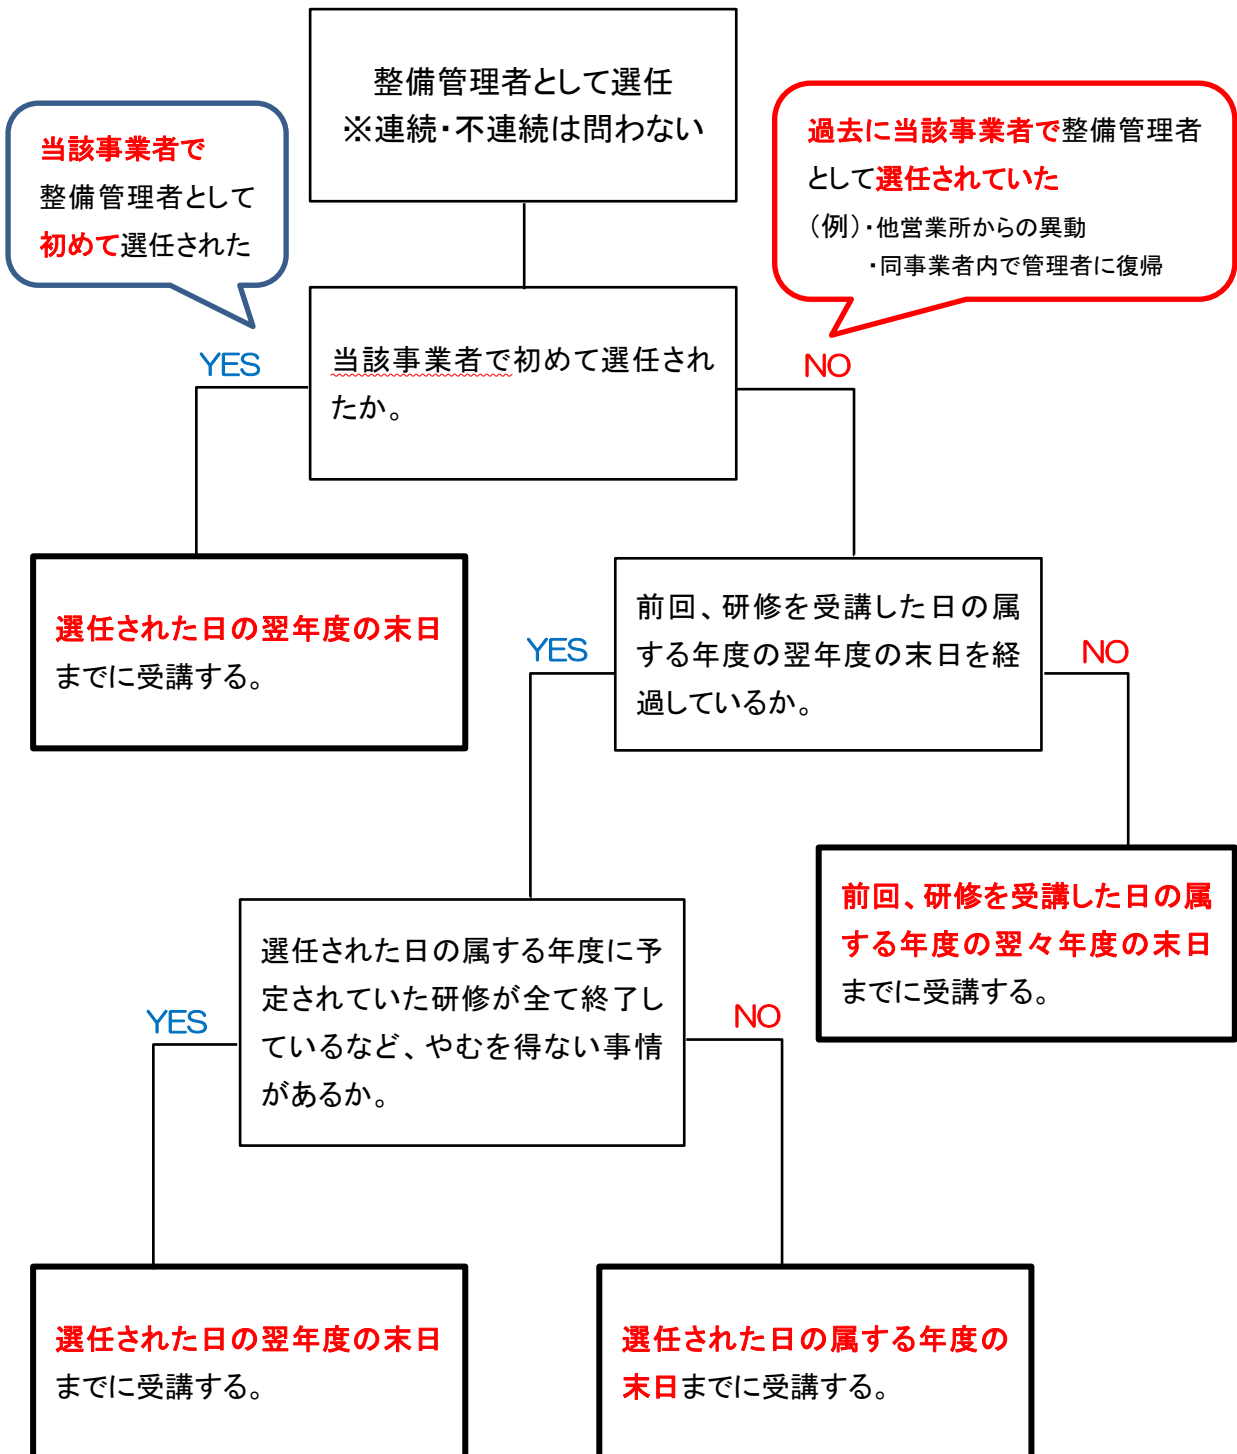 整備管理者として選任
※連続・不連続は問わない
当該事業者で
整備管理者として
初めて選任された
過去に当該事業者で整備管理者
として選任されていた
（例）・他営業所からの異動
・同事業者内で管理者に復帰
YES
当該事業者で初めて選任され
たか。
NO
選任された日の翌年度の末日
までに受講する。
YES
前回、研修を受講した日の属
する年度の翌年度の末日を経
過しているか。
NO
前回、研修を受講した日の属
する年度の翌々年度の末日
までに受講する。
YES
選任された日の属する年度に予
定されていた研修が全て終了し
ているなど、やむを得ない事情
があるか。
NO
選任された日の翌年度の末日
までに受講する。
選任された日の属する年度の
末日までに受講する。